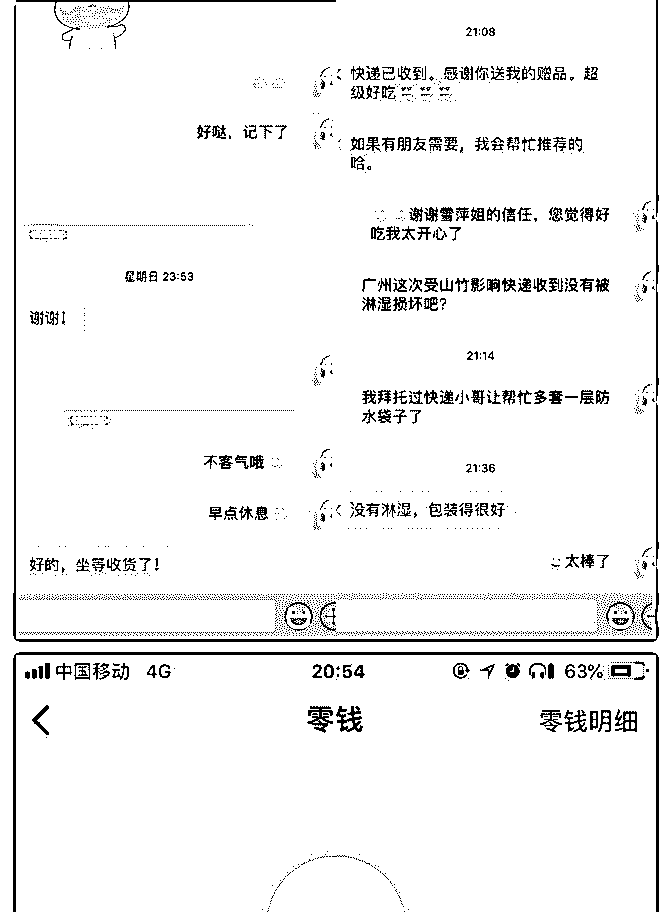 好哒，记下了
星期日 23:53
谢谢！
不客气哦
早点休息
好的，坐等收货了！
21:08
快递已收到。感谢你送我的赠品。超
级好吃
如果有朋友需要，我会帮忙推荐的
哈。
谢谢雪萍姐的信任，您觉得好
吃我太开心了
广州这次受山竹影响快递收到没有被
淋湿损坏吧？
21:14
我拜托过快递小哥让帮忙多套一层防
水袋子了
21:36
没有淋湿，包装得很好
太棒了
中国移动 4G 20:54 63%
零钱 零钱明细